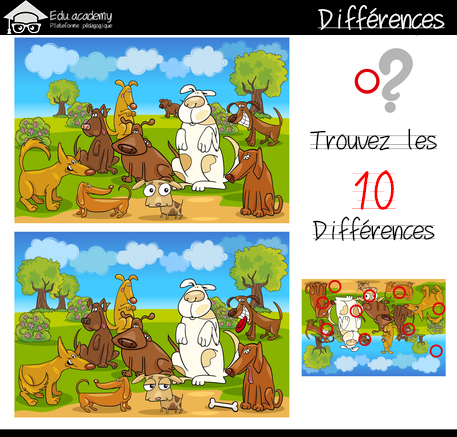 Edu academy
Plateforme pédagogique
Différences
?
Trouvez les
10
Différences